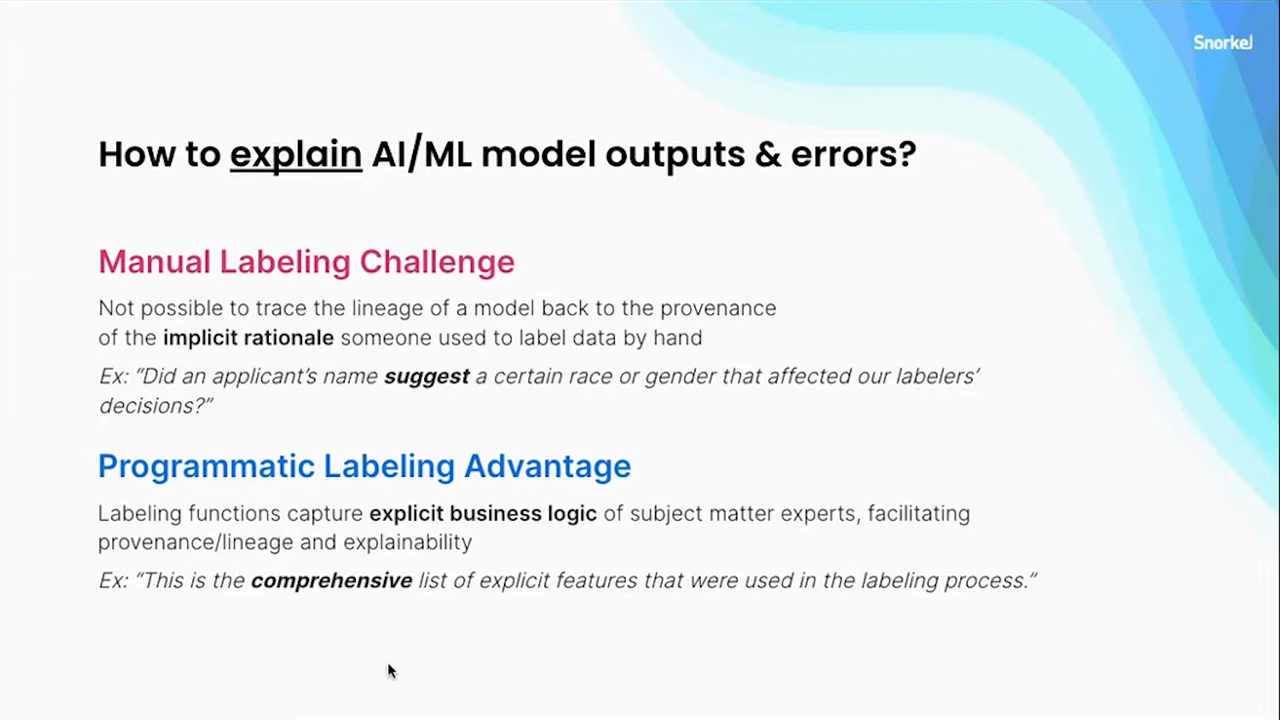 Snorkel
How to explain AI/ML model outputs & errors?
Manual Labeling Challenge
Not possible to trace the lineage of a model back to the provenance
of the implicit rationale someone used to label data by hand
Ex: “Did an applicant’s name suggest a certain race or gender that affected our labelers’
decisions?”
Programmatic Labeling Advantage
Labeling functions capture explicit business logic of subject matter experts, facilitating
provenance/lineage and explainability
Ex: “This is the comprehensive list of explicit features that were used in the labeling process.”